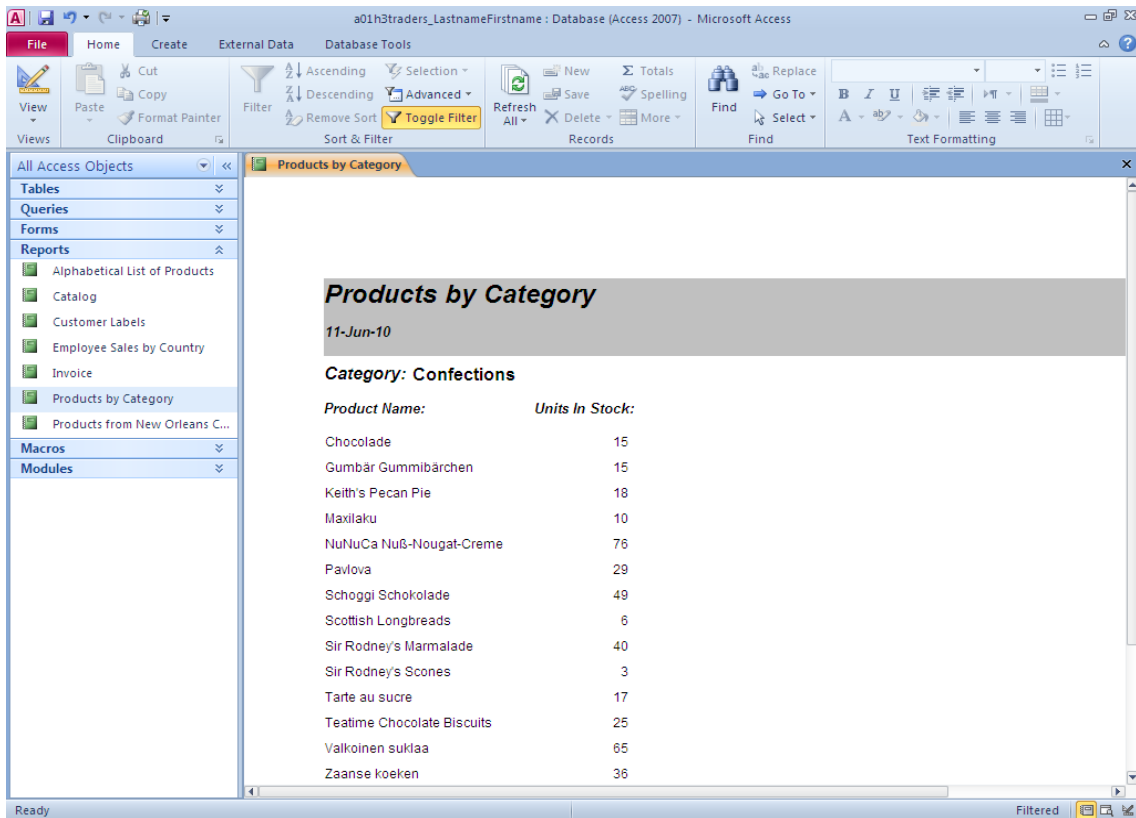 a01h3traders_LastnameFirstname : Database (Access 2007) - Microsoft Access
File Home Create External Data Database Tools
View
Views
Paste
Cut
Copy
Format Painter
Clipboard
Filter
Ascending
Descending
Remove Sort
Selection
Advanced
Toggle Filter
Sort & Filter
Refresh All
New
Save
Delete
Totals
Spelling
More
Records
Find
Replace
Go To
Select
Find
B I U
A
Text Formatting
All Access Objects
Tables
Queries
Forms
Reports
Alphabetical List of Products
Catalog
Customer Labels
Employee Sales by Country
Invoice
Products by Category
Products from New Orleans C...
Macros
Modules
Products by Category
Products by Category
11-Jun-10
Category: Confections
Product Name: Units In Stock:
Chocolade 15
Gumbär Gummibärchen 15
Keith's Pecan Pie 18
Maxilaku 10
NuNuCa Nuß-Nougat-Creme 76
Pavlova 29
Schoggi Schokolade 49
Scottish Longbreads 6
Sir Rodney's Marmalade 40
Sir Rodney's Scones 3
Tarte au sucre 17
Teatime Chocolate Biscuits 25
Valkoinen suklaa 65
Zaanse koeken 36
Ready Filtered